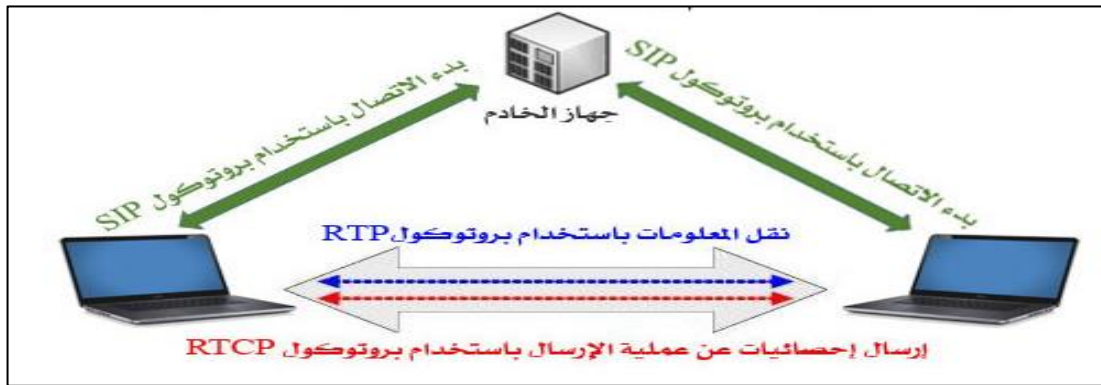 بدء الاتصال باستخدام بروتوكول SIP
بدء الاتصال باستخدام بروتوكول SIP
جهاز الخادم
نقل المعلومات باستخدام بروتوكول RTP
إرسال إحصائيات عن عملية الإرسال باستخدام بروتوكول RTCP